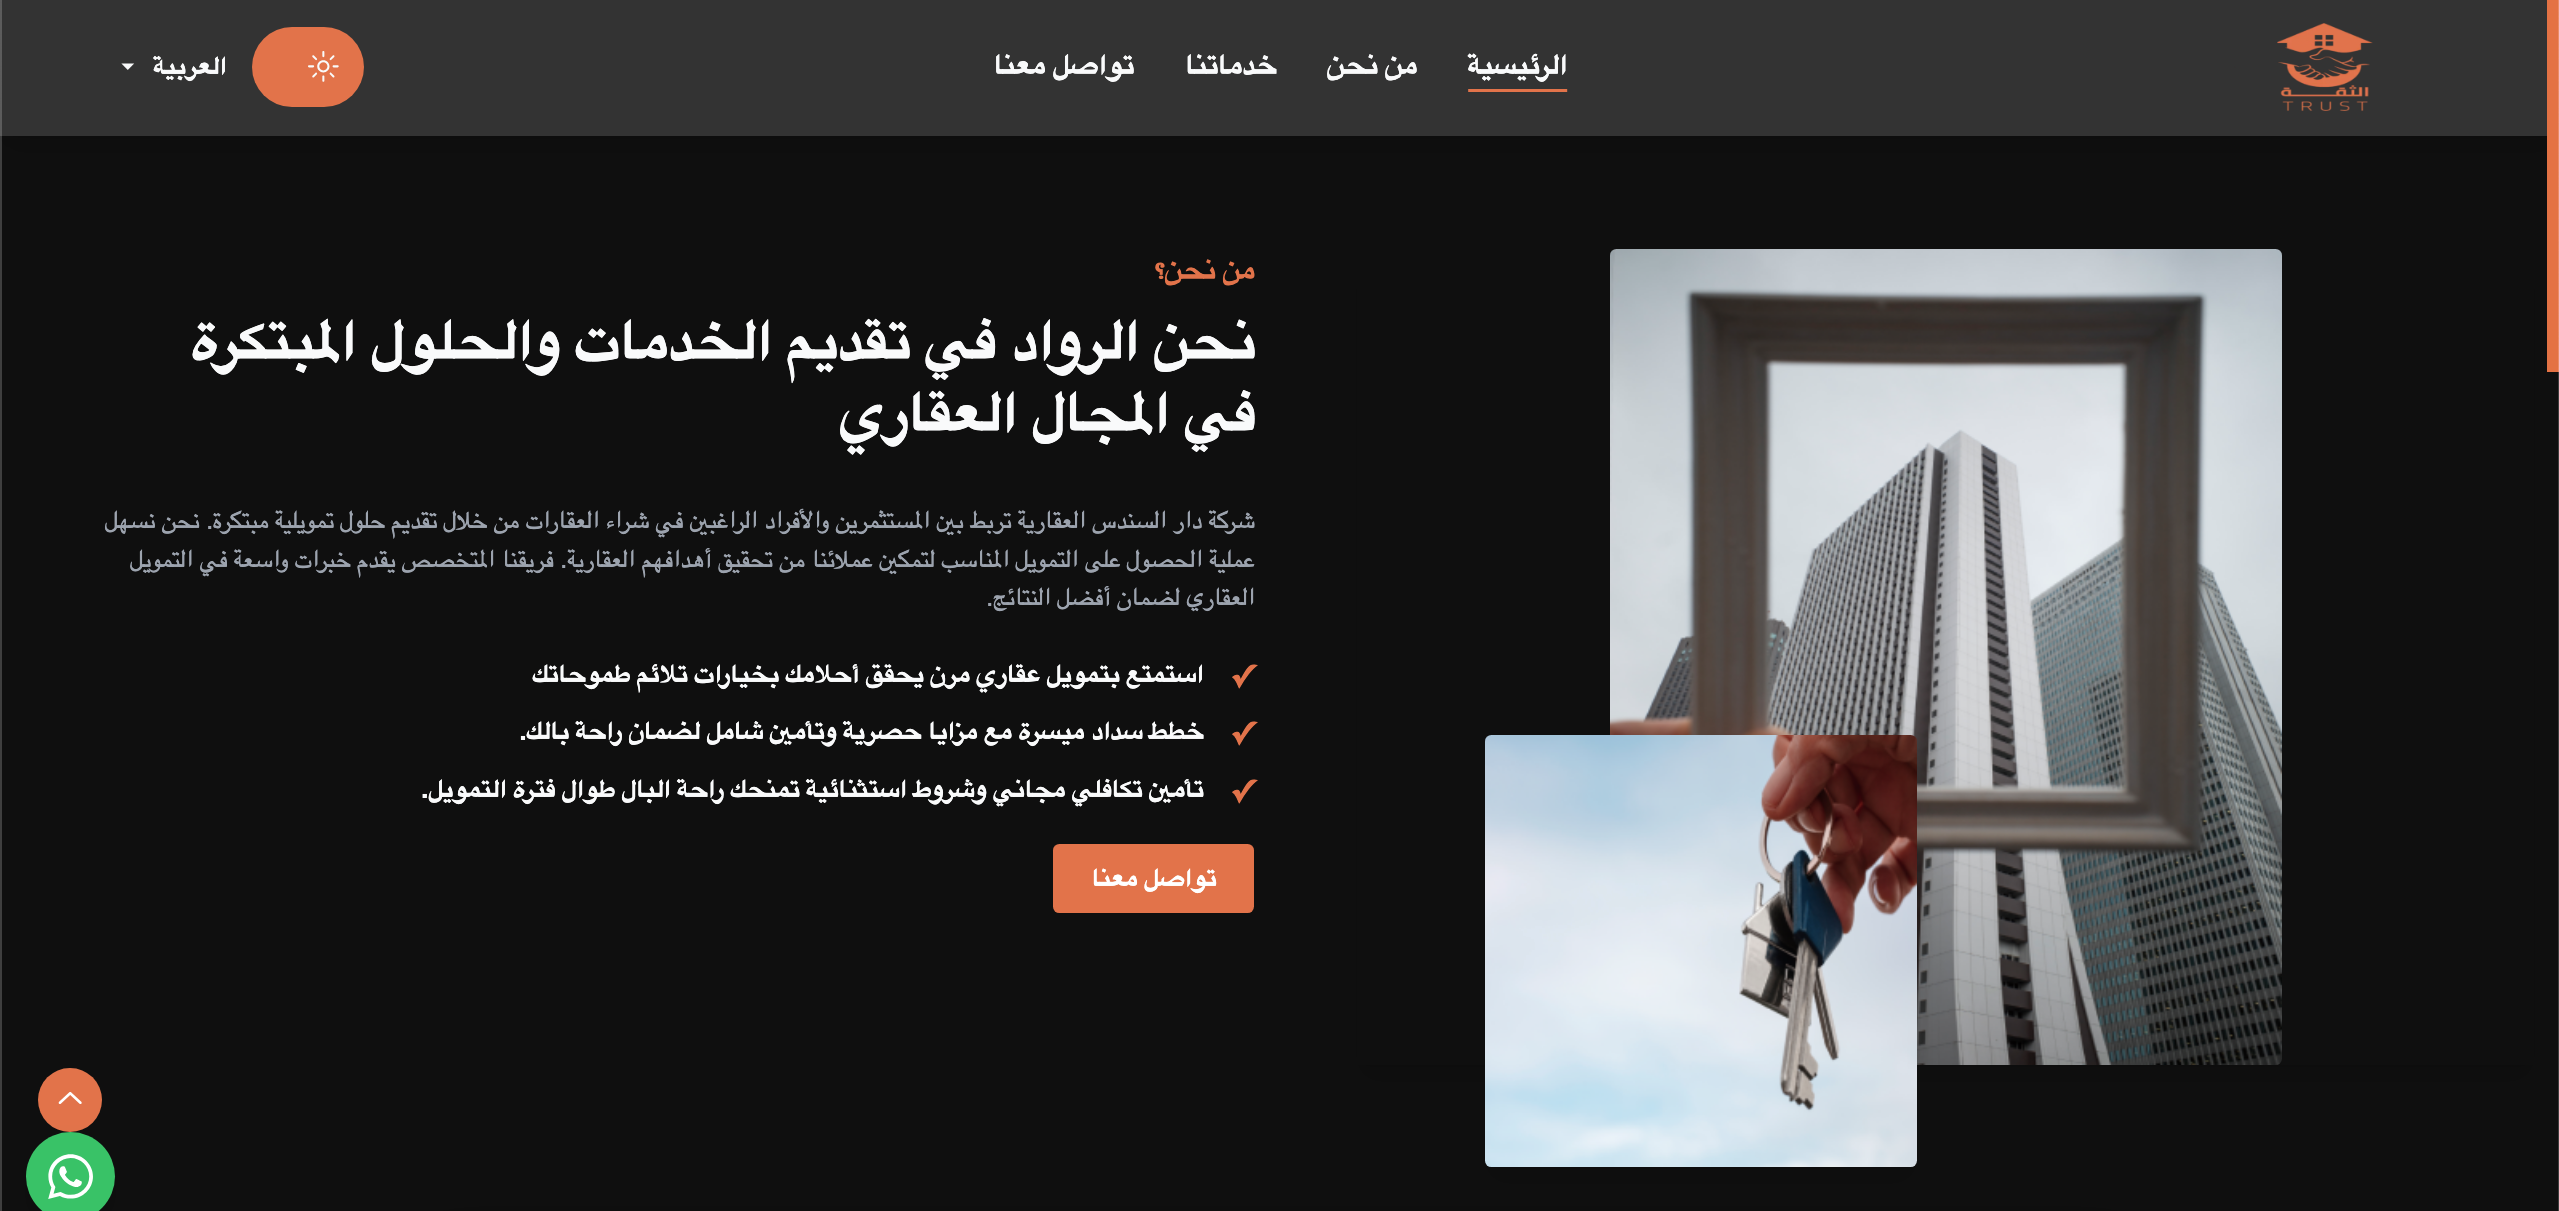 الثقة
TRUST
الرئيسية
من نحن
خدماتنا
تواصل معنا
العربية
من نحن؟
نحن الرواد في تقديم الخدمات والحلول المبتكرة
في المجال العقاري
شركة دار السندس العقارية تربط بين المستثمرين والأفراد الراغبين في شراء العقارات من خلال تقديم حلول تمويلية مبتكرة. نحن نسهل
عملية الحصول على التمويل المناسب لتمكين عملائنا من تحقيق أهدافهم العقارية. فريقنا المتخصص يقدم خبرات واسعة في التمويل
العقاري لضمان أفضل النتائج.
استمتع بتمويل عقاري مرن يحقق أحلامك بخيارات تلائم طموحاتك
خطط سداد ميسرة مع مزايا حصرية وتأمين شامل لضمان راحة بالك.
تأمين تكافلي مجاني وشروط استثنائية تمنحك راحة البال طوال فترة التمويل.
تواصل معنا